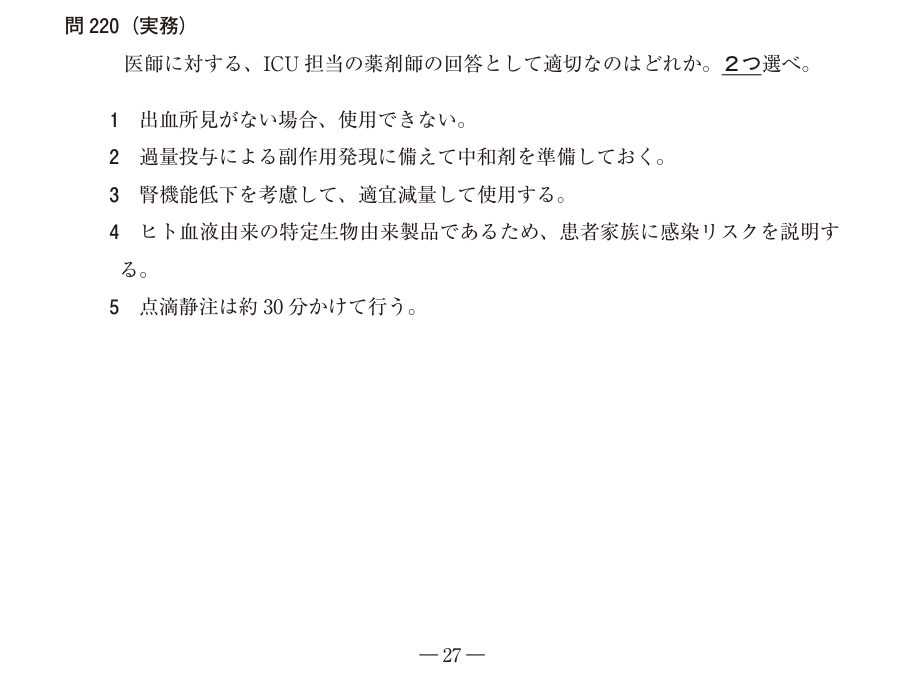 問 220（実務）
医師に対する、ICU 担当の薬剤師の回答として適切なのはどれか。２つ選べ。
1 出血所見がない場合、使用できない。
2 過量投与による副作用発現に備えて中和剤を準備しておく。
3 腎機能低下を考慮して、適宜減量して使用する。
4 ヒト血液由来の特定生物由来製品であるため、患者家族に感染リスクを説明す
る。
5 点滴静注は約 30 分かけて行う。
― 27 ―